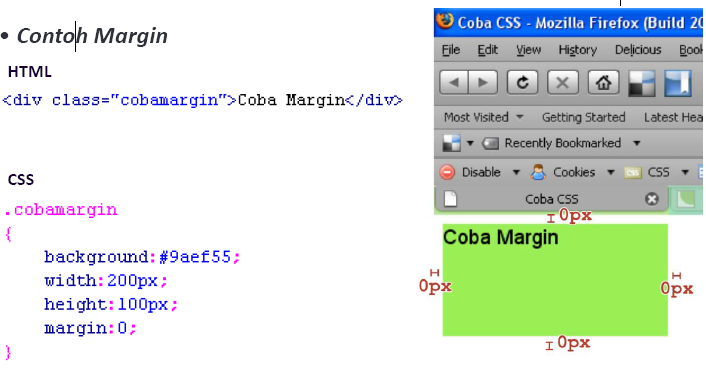 • Contoh Margin
HTML
<div class="cobamargin">Coba Margin</div>
CSS
.cobamargin
{
background:#9aef55;
width:200px;
height:100px;
margin:0;
}
Coba CSS - Mozilla Firefox (Build 20
File Edit View History Delicious Book
Most Visited Getting Started Latest Hea
Recently Bookmarked
Disable Cookies css CSS
Coba CSS
0px
Coba Margin
0px 0px
0px